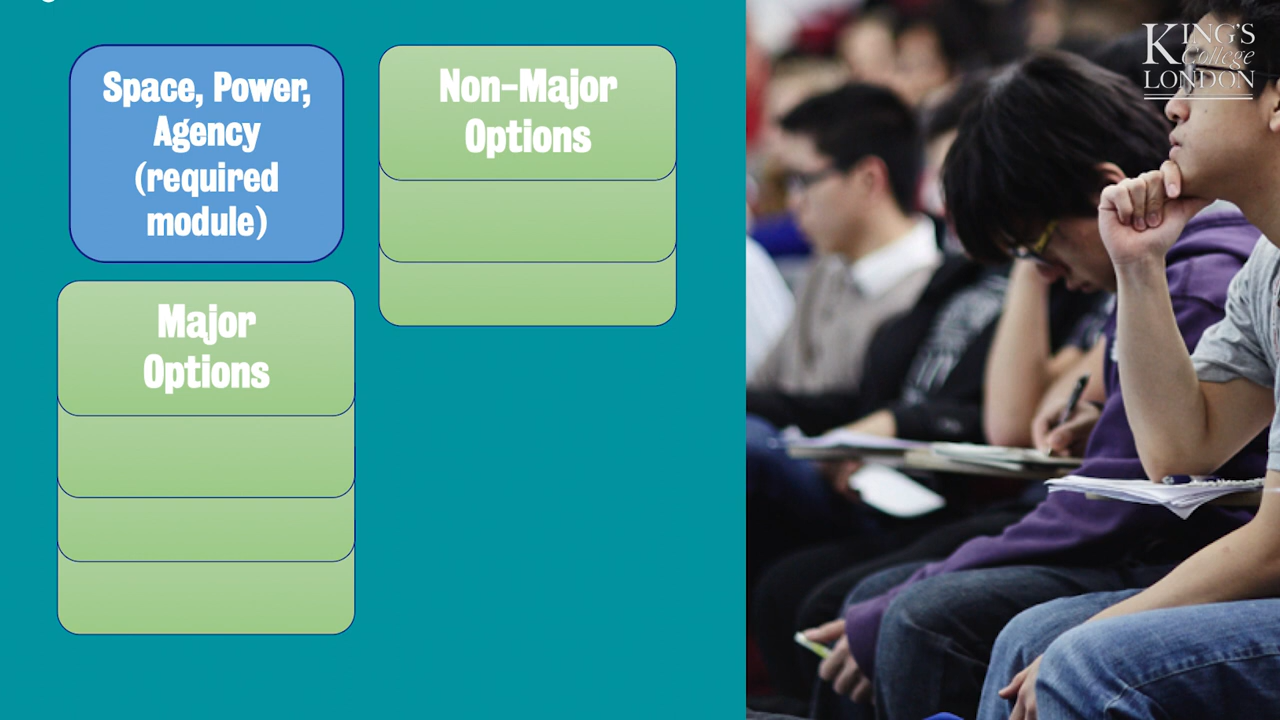 Space, Power,
Agency
(required
module)
Non-Major
Options
Major
Options
KING'S
College
LONDON